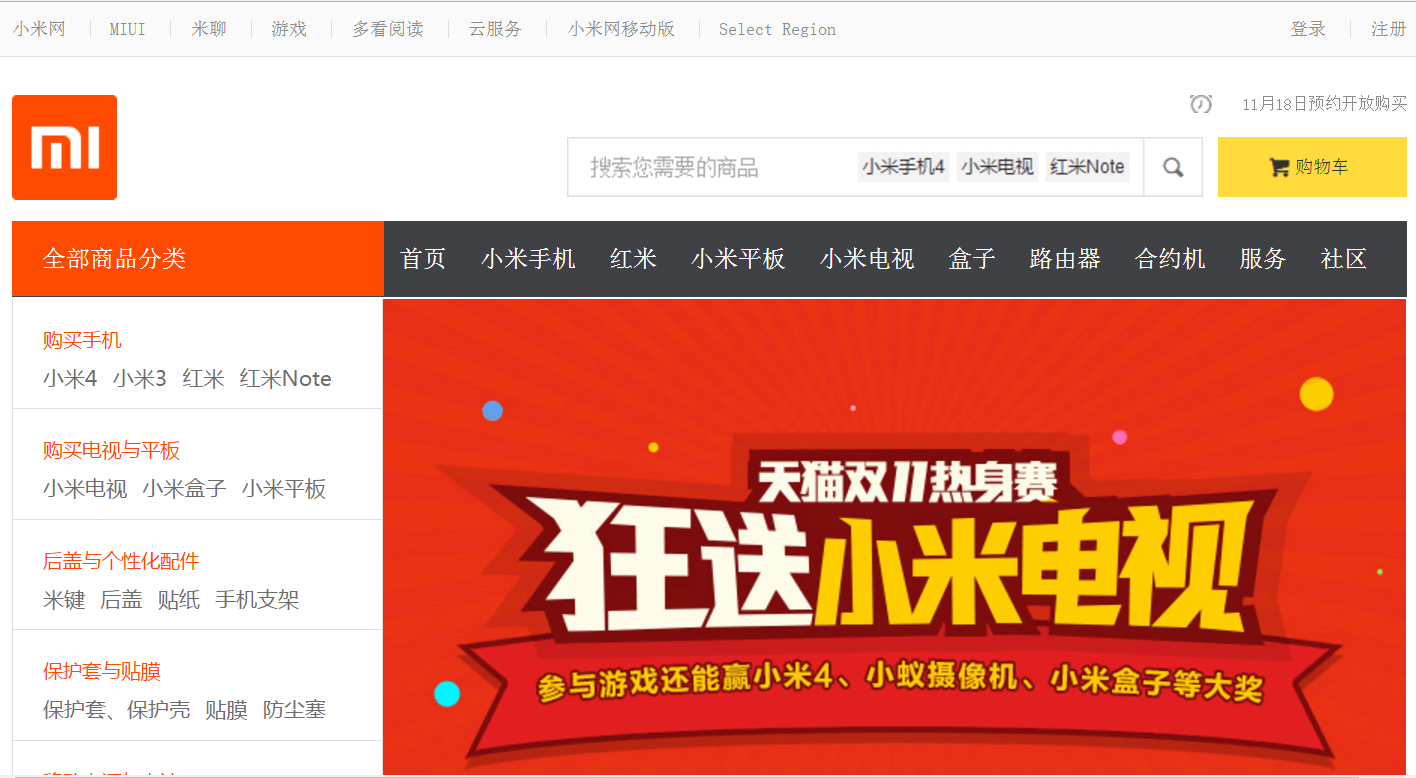 小米网 MIUI 米聊 游戏 多看阅读 云服务 小米网移动版 Select Region 登录 注册
11月18日预约开放购买
mi
搜索您需要的商品 小米手机4 小米电视 红米Note 购物车
全部商品分类 首页 小米手机 红米 小米平板 小米电视 盒子 路由器 合约机 服务 社区
购买手机
小米4 小米3 红米 红米Note
购买电视与平板
小米电视 小米盒子 小米平板
后盖与个性化配件
米键 后盖 贴纸 手机支架
保护套与贴膜
保护套、保护壳 贴膜 防尘塞
天猫双11热身赛
狂送小米电视
参与游戏还能赢小米4、小蚁摄像机、小米盒子等大奖